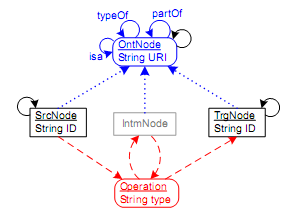 typeOf
partOf
isa
OntNode
String URI
SrcNode
String ID
IntmNode
TrgNode
String ID
Operation
String type